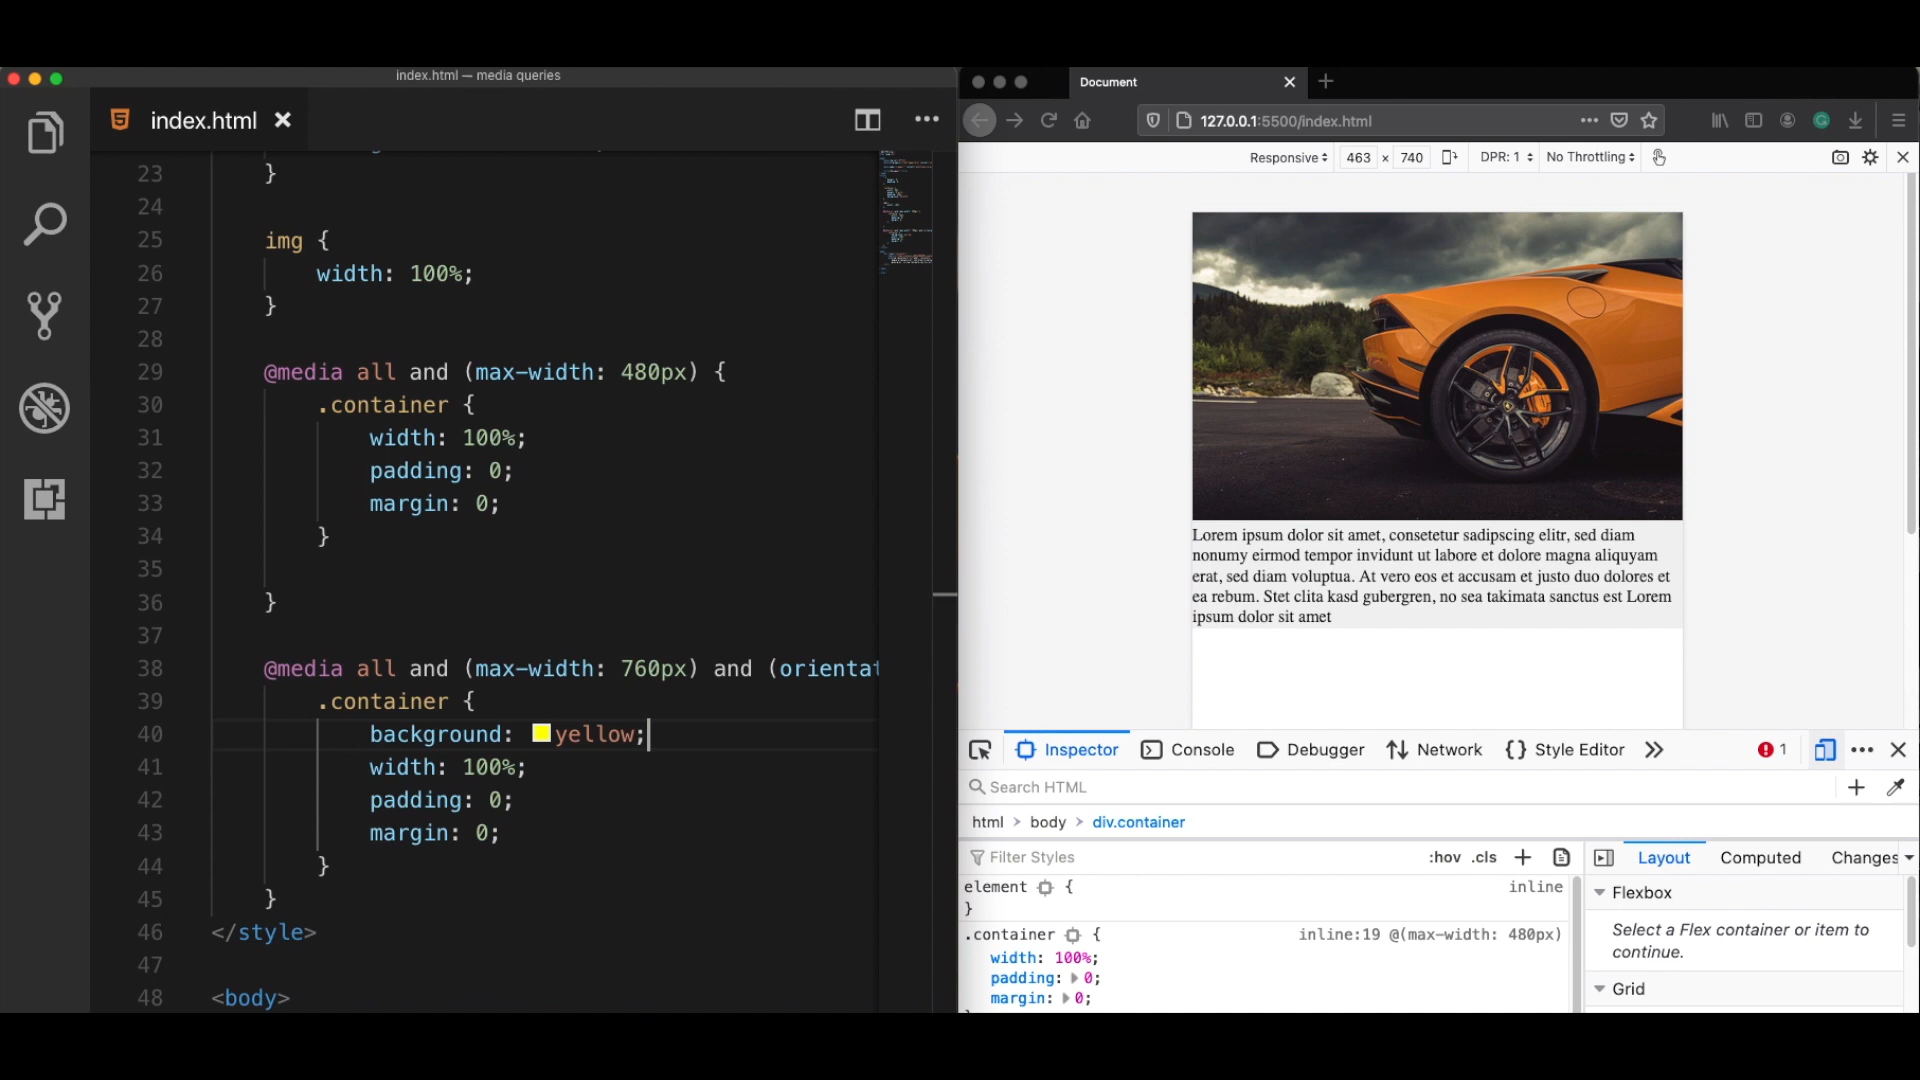 index.html — media queries
index.html
23 }
24
25 img {
26 width: 100%;
27 }
28
29 @media all and (max-width: 480px) {
30 .container {
31 width: 100%;
32 padding: 0;
33 margin: 0;
34 }
35
36 }
37
38 @media all and (max-width: 760px) and (orientat
39 .container {
40 background: yellow;
41 width: 100%;
42 padding: 0;
43 margin: 0;
44 }
45 }
46 </style>
47
48 <body>
Document
127.0.0.1:5500/index.html
Responsive 463 x 740 DPR: 1 No Throttling
Lorem ipsum dolor sit amet, consetetur sadipscing elitr, sed diam
nonumy eirmod tempor invidunt ut labore et dolore magna aliquyam
erat, sed diam voluptua. At vero eos et accusam et justo duo dolores et
ea rebum. Stet clita kasd gubergren, no sea takimata sanctus est Lorem
ipsum dolor sit amet
Inspector Console Debugger Network {} Style Editor 1
Search HTML
html > body > div.container
Filter Styles :hov .cls +
element { inline
}
.container { inline:19 @(max-width: 480px)
width: 100%;
padding: 0;
margin: 0;
Layout Computed Changes
Flexbox
Select a Flex container or item to
continue.
Grid